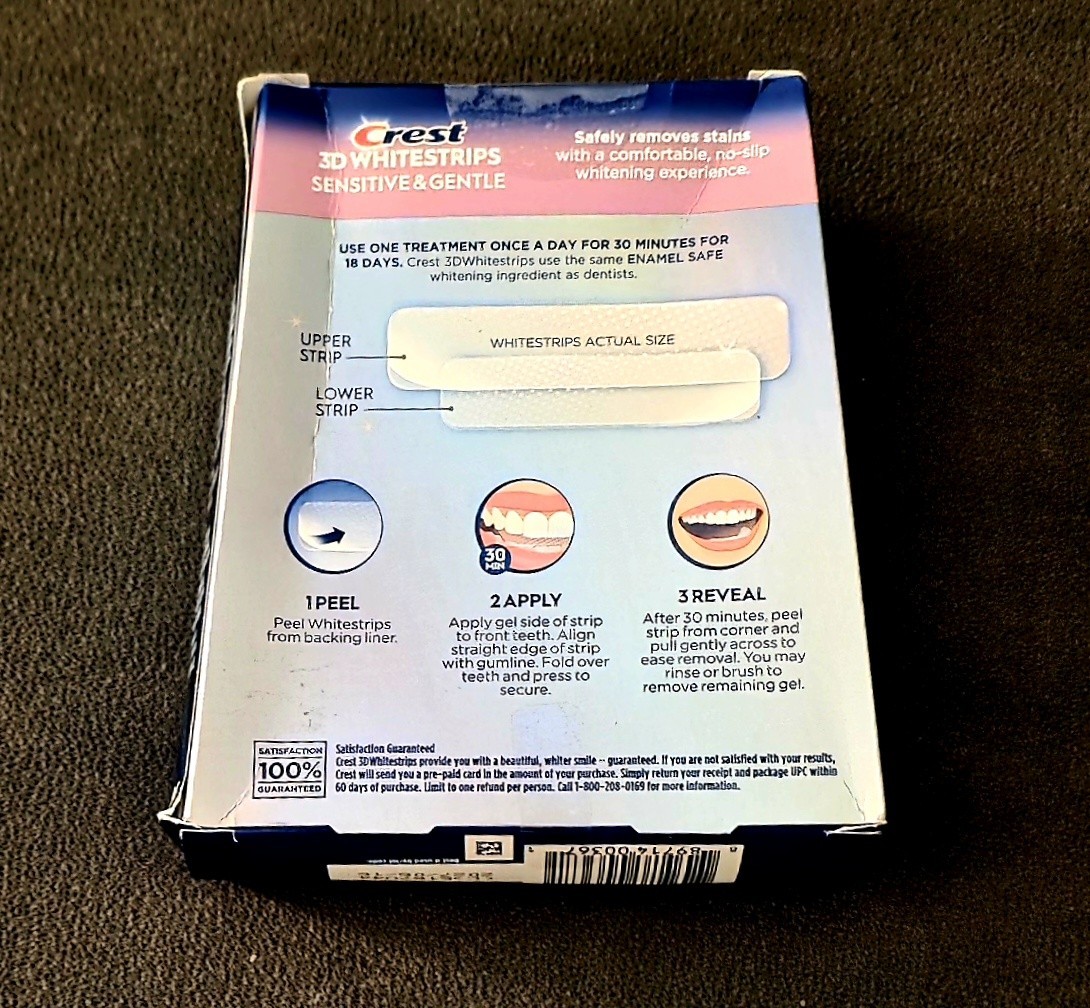 Crest
3D WHITESTRIPS
SENSITIVE & GENTLE
Safely removes stains
with a comfortable, no-slip
whitening experience.
USE ONE TREATMENT ONCE A DAY FOR 30 MINUTES FOR
18 DAYS. Crest 3DWhitestrips use the same ENAMEL SAFE
whitening ingredient as dentists.
UPPER
STRIP
WHITESTRIPS ACTUAL SIZE
LOWER
STRIP
30
MIN
1 PEEL
Peel Whitestrips
from backing liner.
2 APPLY
Apply gel side of strip
to front teeth. Align
straight edge of strip
with gumline. Fold over
teeth and press to
secure.
3 REVEAL
After 30 minutes, peel
strip from corner and
pull gently across to
ease removal. You may
rinse or brush to
remove remaining gel.
SATISFACTION
100%
GUARANTEED
Satisfaction Guaranteed
Crest 3DWhitestrips provide you with a beautiful, whiter smile -- guaranteed. If you are not satisfied with your results,
Crest will send you a pre-paid card in the amount of your purchase. Simply return your receipt and package UPC within
60 days of purchase. Limit to one refund per person. Call 1-800-208-0169 for more information.